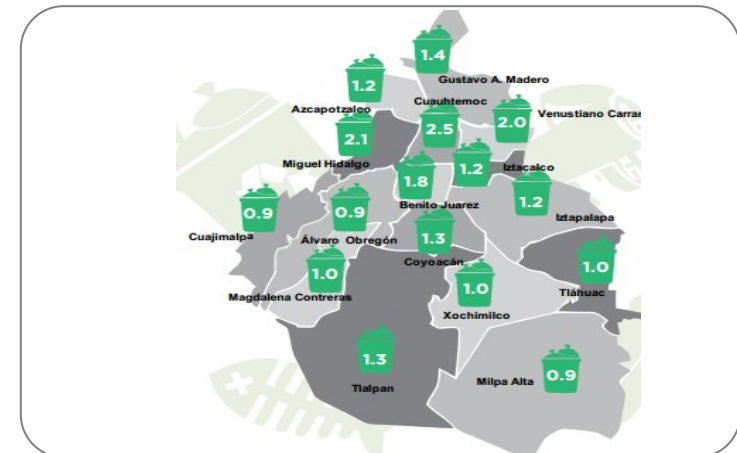 1.4
Gustavo A. Madero
1.2
Azcapotzalco
Cuauhtemoc
2.5
2.0
Venustiano Carran
2.1
Miguel Hidalgo
1.2
Iztacalco
1.8
Benito Juarez
1.2
Iztapalapa
0.9
Cuajimalpa
0.9
Álvaro Obregón
1.3
Coyoacán
1.0
Magdalena Contreras
1.0
Xochimilco
1.0
Tláhuac
1.3
Tlalpan
0.9
Milpa Alta